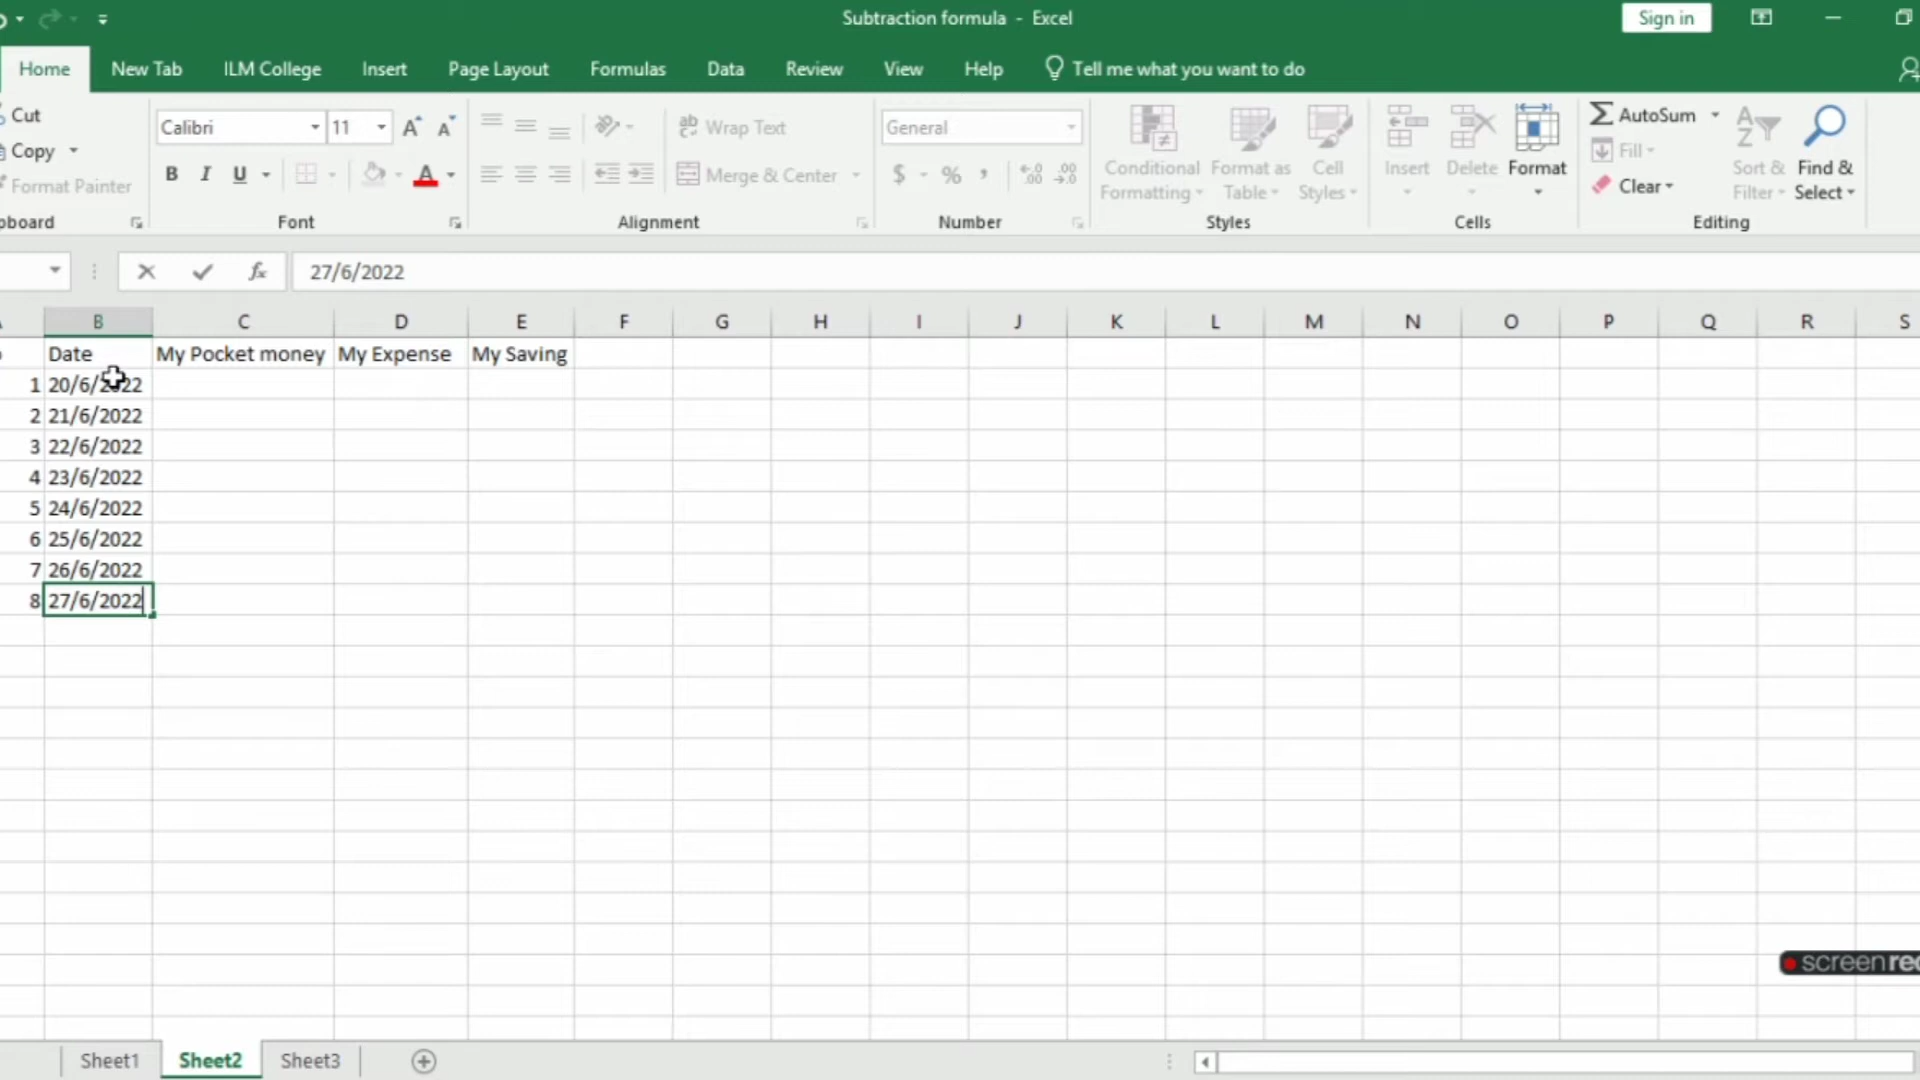 Subtraction formula - Excel
Sign in
Home New Tab ILM College Insert Page Layout Formulas Data Review View Help Tell me what you want to do
Cut
Copy
Format Painter
Calibri 11
B I U A
Wrap Text
Merge & Center
General
$ % ,
Conditional Formatting
Format as Table
Cell Styles
Insert
Delete
Format
AutoSum
Fill
Clear
Sort & Filter
Find & Select
pboard Font Alignment Number Styles Cells Editing
fx 27/6/2022
B C D E F G H I J K L M N O P Q R S
Date My Pocket money My Expense My Saving
1 20/6/2022
2 21/6/2022
3 22/6/2022
4 23/6/2022
5 24/6/2022
6 25/6/2022
7 26/6/2022
8 27/6/2022
screen rec
Sheet1 Sheet2 Sheet3